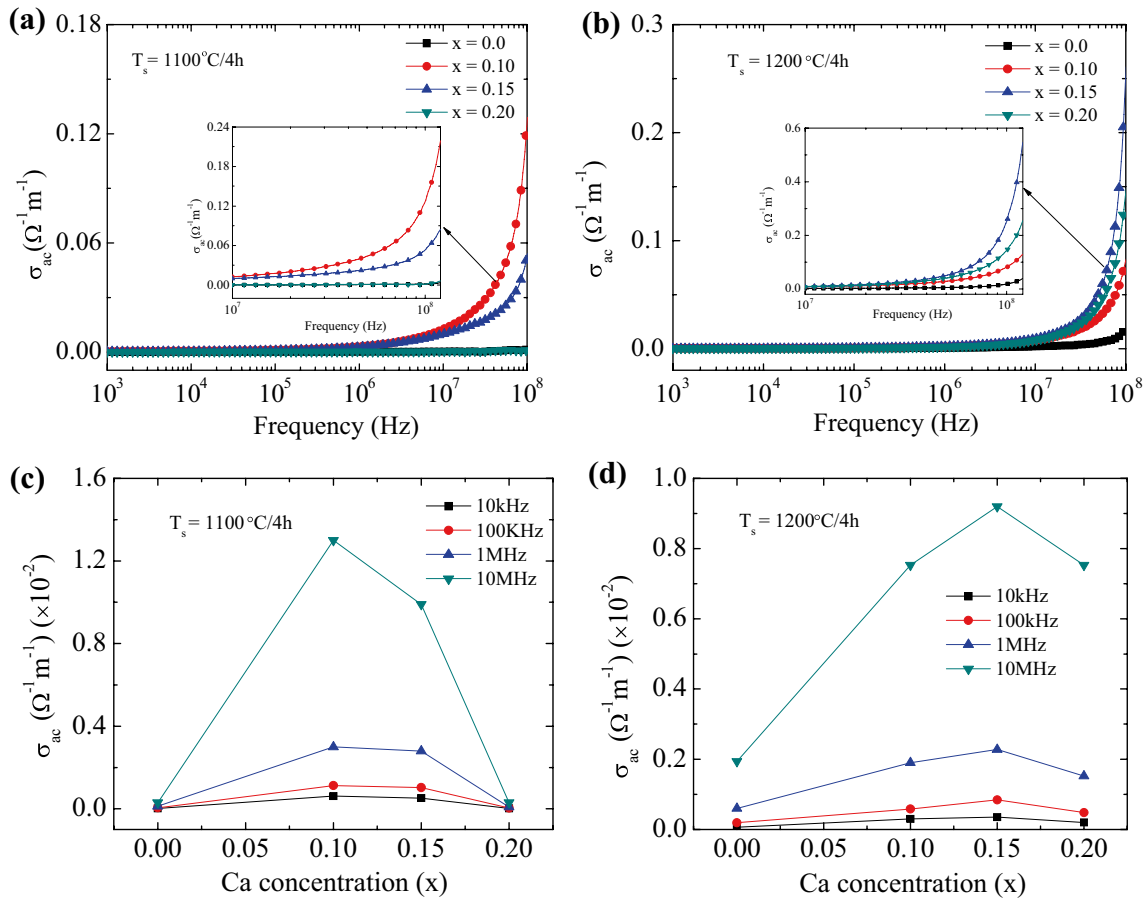 (a)
0.18
0.12
0.06
0.00
σac(Ω-1m-1)
Ts = 1100°C/4h
x = 0.0
x = 0.10
x = 0.15
x = 0.20
0.24
0.18
0.12
0.06
0.00
σac (Ω-1m-1)
10^7
10^8
Frequency (Hz)
10^3
10^4
10^5
10^6
10^7
10^8
Frequency (Hz)
(b)
0.3
0.2
0.1
0.0
σac (Ω-1m-1)
Ts = 1200 °C/4h
x = 0.0
x = 0.10
x = 0.15
x = 0.20
0.6
0.4
0.2
0.0
σac (Ω-1m-1)
10^7
10^8
Frequency (Hz)
10^3
10^4
10^5
10^6
10^7
10^8
Frequency (Hz)
(c)
1.6
1.2
0.8
0.4
0.0
σac (Ω-1m-1) (×10-2)
Ts = 1100 °C/4h
10kHz
100KHz
1MHz
10MHz
0.00
0.05
0.10
0.15
0.20
Ca concentration (x)
(d)
1.0
0.8
0.6
0.4
0.2
0.0
σac (Ω-1m-1) (×10-2)
Ts = 1200°C/4h
10kHz
100kHz
1MHz
10MHz
0.00
0.05
0.10
0.15
0.20
Ca concentration (x)